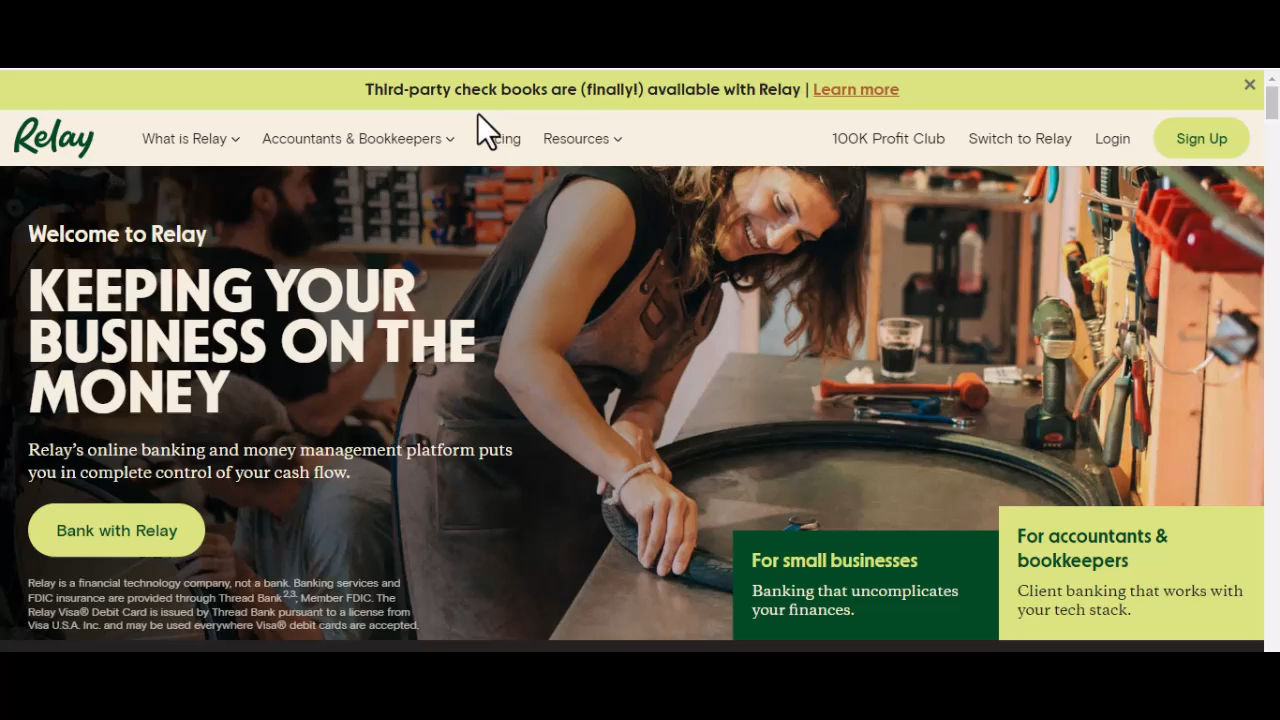 Third-party check books are (finally!) available with Relay | Learn more
Relay
What is Relay
Accountants & Bookkeepers
Resources
100K Profit Club
Switch to Relay
Login
Sign Up
Welcome to Relay
KEEPING YOUR
BUSINESS ON THE
MONEY
Relay's online banking and money management platform puts
you in complete control of your cash flow.
Bank with Relay
Relay is a financial technology company, not a bank. Banking services and
FDIC insurance are provided through Thread Bank2,3, Member FDIC. The
Relay Visa® Debit Card is issued by Thread Bank pursuant to a license from
Visa U.S.A. Inc. and may be used everywhere Visa® debit cards are accepted.
For small businesses
Banking that uncomplicates
your finances.
For accountants &
bookkeepers
Client banking that works with
your tech stack.